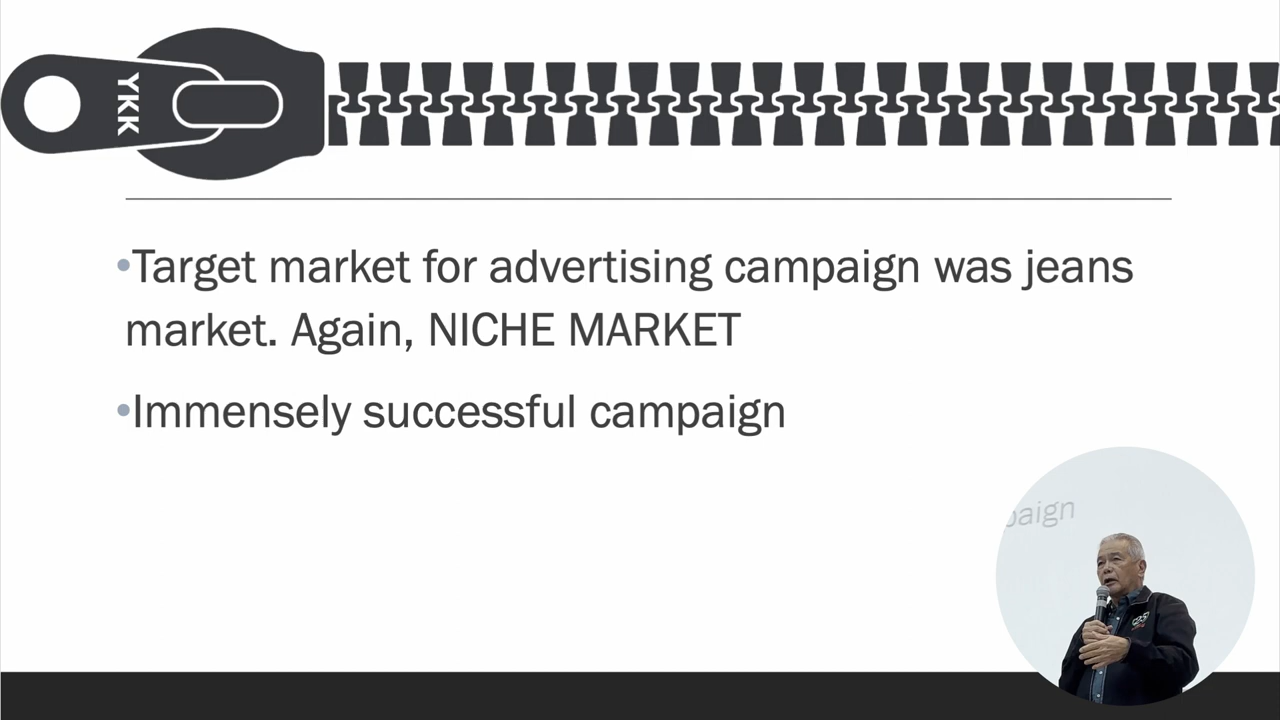 YKK
•Target market for advertising campaign was jeans
market. Again, NICHE MARKET
•Immensely successful campaign
paign